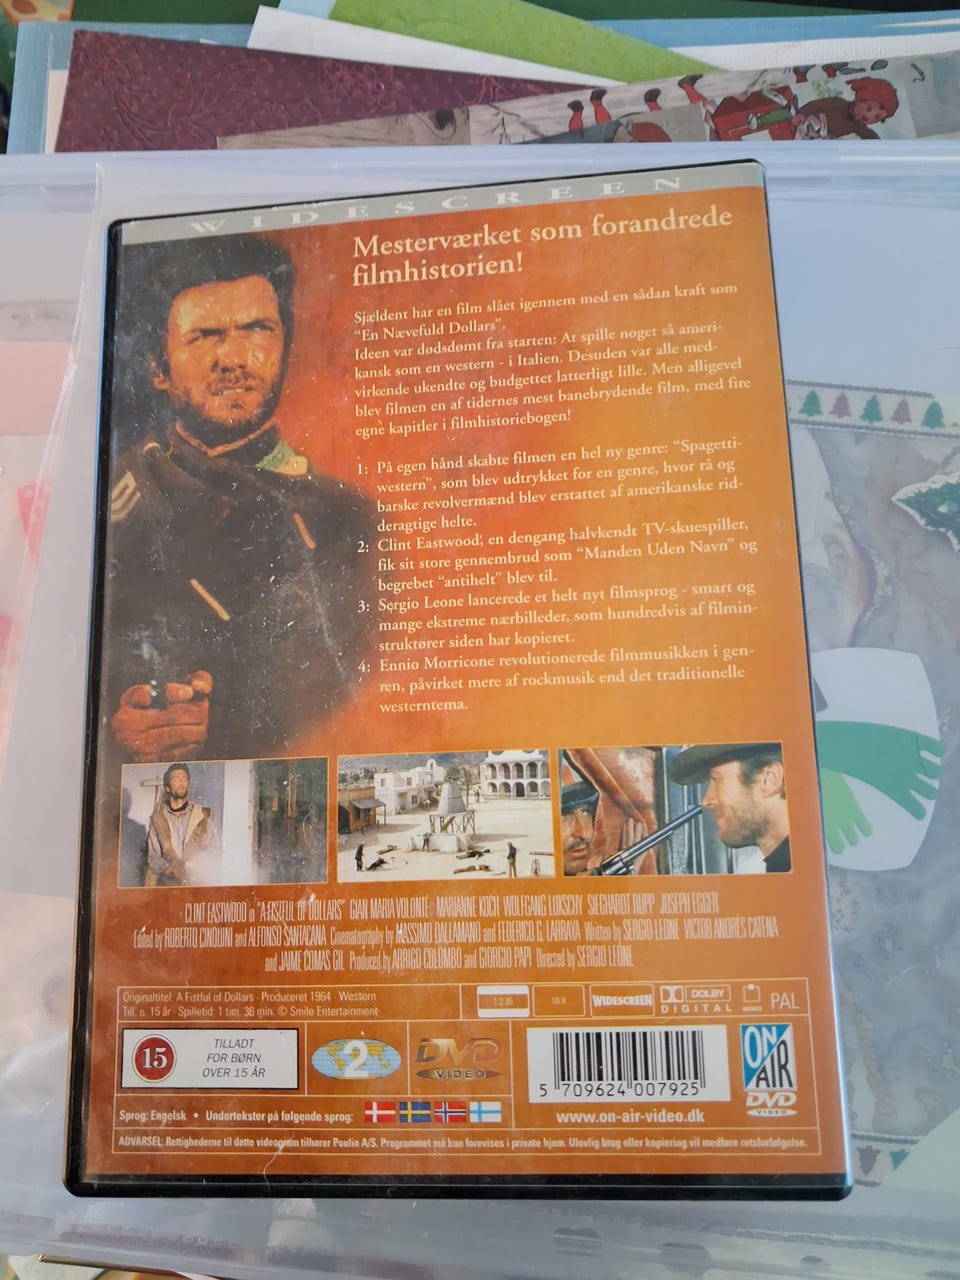 WIDESCREEN
Mesterværket som forandrede
filmhistorien!
Sjældent har en film slået igennem med en sådan kraft som
"En Nævefuld Dollars".
Ideen var dødsdømt fra starten: At spille noget så ameri-
kansk som en western - i Italien. Desuden var alle med-
virkende ukendte og budgettet latterligt lille. Men alligevel
blev filmen en af tidernes mest banebrydende film, med fire
egne kapitler i filmhistoriebogen!
1: På egen hånd skabte filmen en hel ny genre: "Spagetti-
western", som blev udtrykket for en genre, hvor rå og
barske revolvermænd blev erstattet af amerikanske rid-
deragtige helte.
2: Clint Eastwood, en dengang halvkendt TV-skuespiller,
fik sit store gennembrud som "Manden Uden Navn" og
begrebet "antihelt" blev til.
3: Sergio Leone lancerede et helt nyt filmsprog - smart og
mange ekstreme nærbilleder, som hundredvis af filmin-
struktører siden har kopieret.
4: Ennio Morricone revolutionerede filmmusikken i gen-
ren, påvirket mere af rockmusik end det traditionelle
westerntema.
CLINT EASTWOOD in "A FISTFUL OF DOLLARS" GIAN MARIA VOLONTÉ MARIANNE KOCH WOLFGANG LUKSCHY SIEGHARDT RUPP JOSEPH EGGER
Edited by ROBERTO CINQUINI and ALFONSO SANTACANA Cinematography by MASSIMO DALLAMANO and FEDERICO G. LARRAYA Written by SERGIO LEONE VICTOR ANDRÉS CATENA
and JAIME COMAS GIL Produced by ARRIGO COLOMBO and GIORGIO PAPI Directed by SERGIO LEONE
Originaltitel: A Fistful of Dollars · Produceret 1964 · Western
Till. o. 15 år · Spilletid: 1 tim. 36 min. © Smile Entertainment
1:2.35
16:9
WIDESCREEN
DOLBY
DIGITAL
PAL
15
TILLADT
FOR BØRN
OVER 15 ÅR
2
DVD
VIDEO
5 709624 007925
ON
AIR
DVD
VIDEO
Sprog: Engelsk • Undertekster på følgende sprog:
www.on-air-video.dk
ADVARSEL: Rettighederne til dette videogram tilhører Poulin A/S. Programmet må kun forevises i private hjem. Ulovlig brug eller kopiering vil medføre retsforfølgelse.